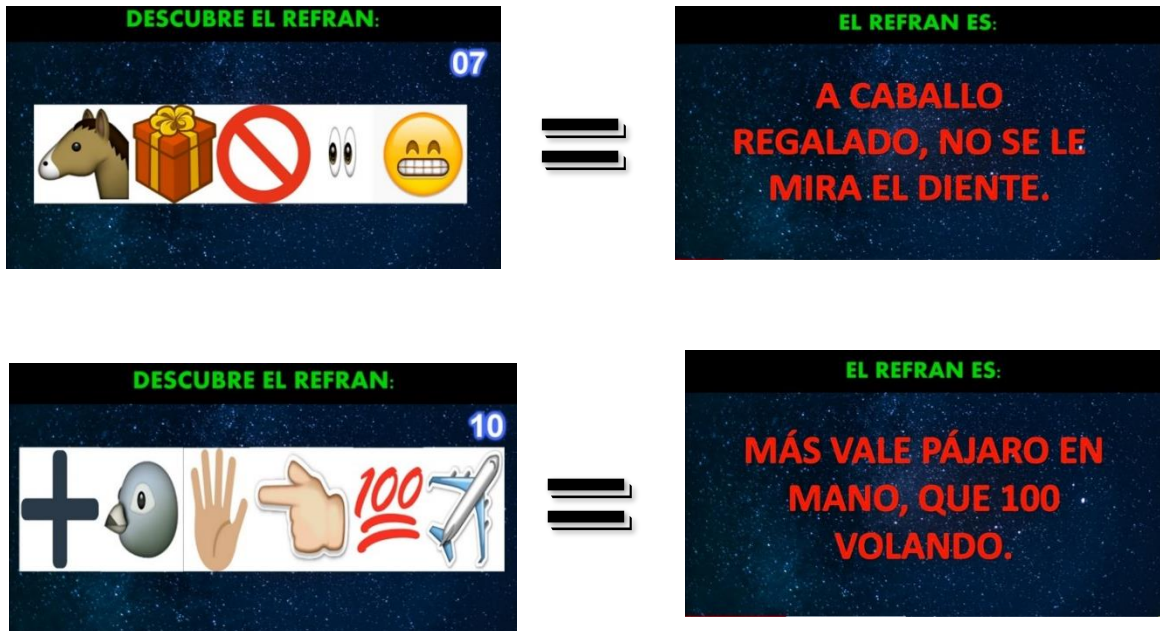 DESCUBRE EL REFRAN:
07
EL REFRAN ES:
A CABALLO
REGALADO, NO SE LE
MIRA EL DIENTE.
DESCUBRE EL REFRAN:
10
100
EL REFRAN ES:
MÁS VALE PÁJARO EN
MANO, QUE 100
VOLANDO.